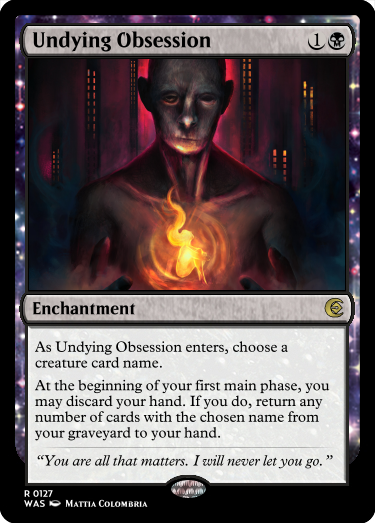 Undying Obsession 1
Enchantment
As Undying Obsession enters, choose a
creature card name.
At the beginning of your first main phase, you
may discard your hand. If you do, return any
number of cards with the chosen name from
your graveyard to your hand.
“You are all that matters. I will never let you go.”
R 0127
WAS Mattia Colombria